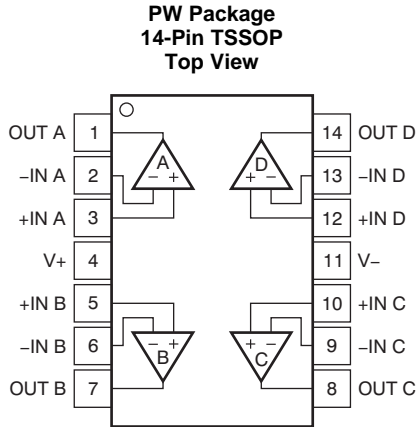 PW Package
14-Pin TSSOP
Top View
OUT A 1 14 OUT D
−IN A 2 13 −IN D
+IN A 3 12 +IN D
V+ 4 11 V−
+IN B 5 10 +IN C
−IN B 6 9 −IN C
OUT B 7 8 OUT C
A
− +
D
+ −
− +
B
+ −
C